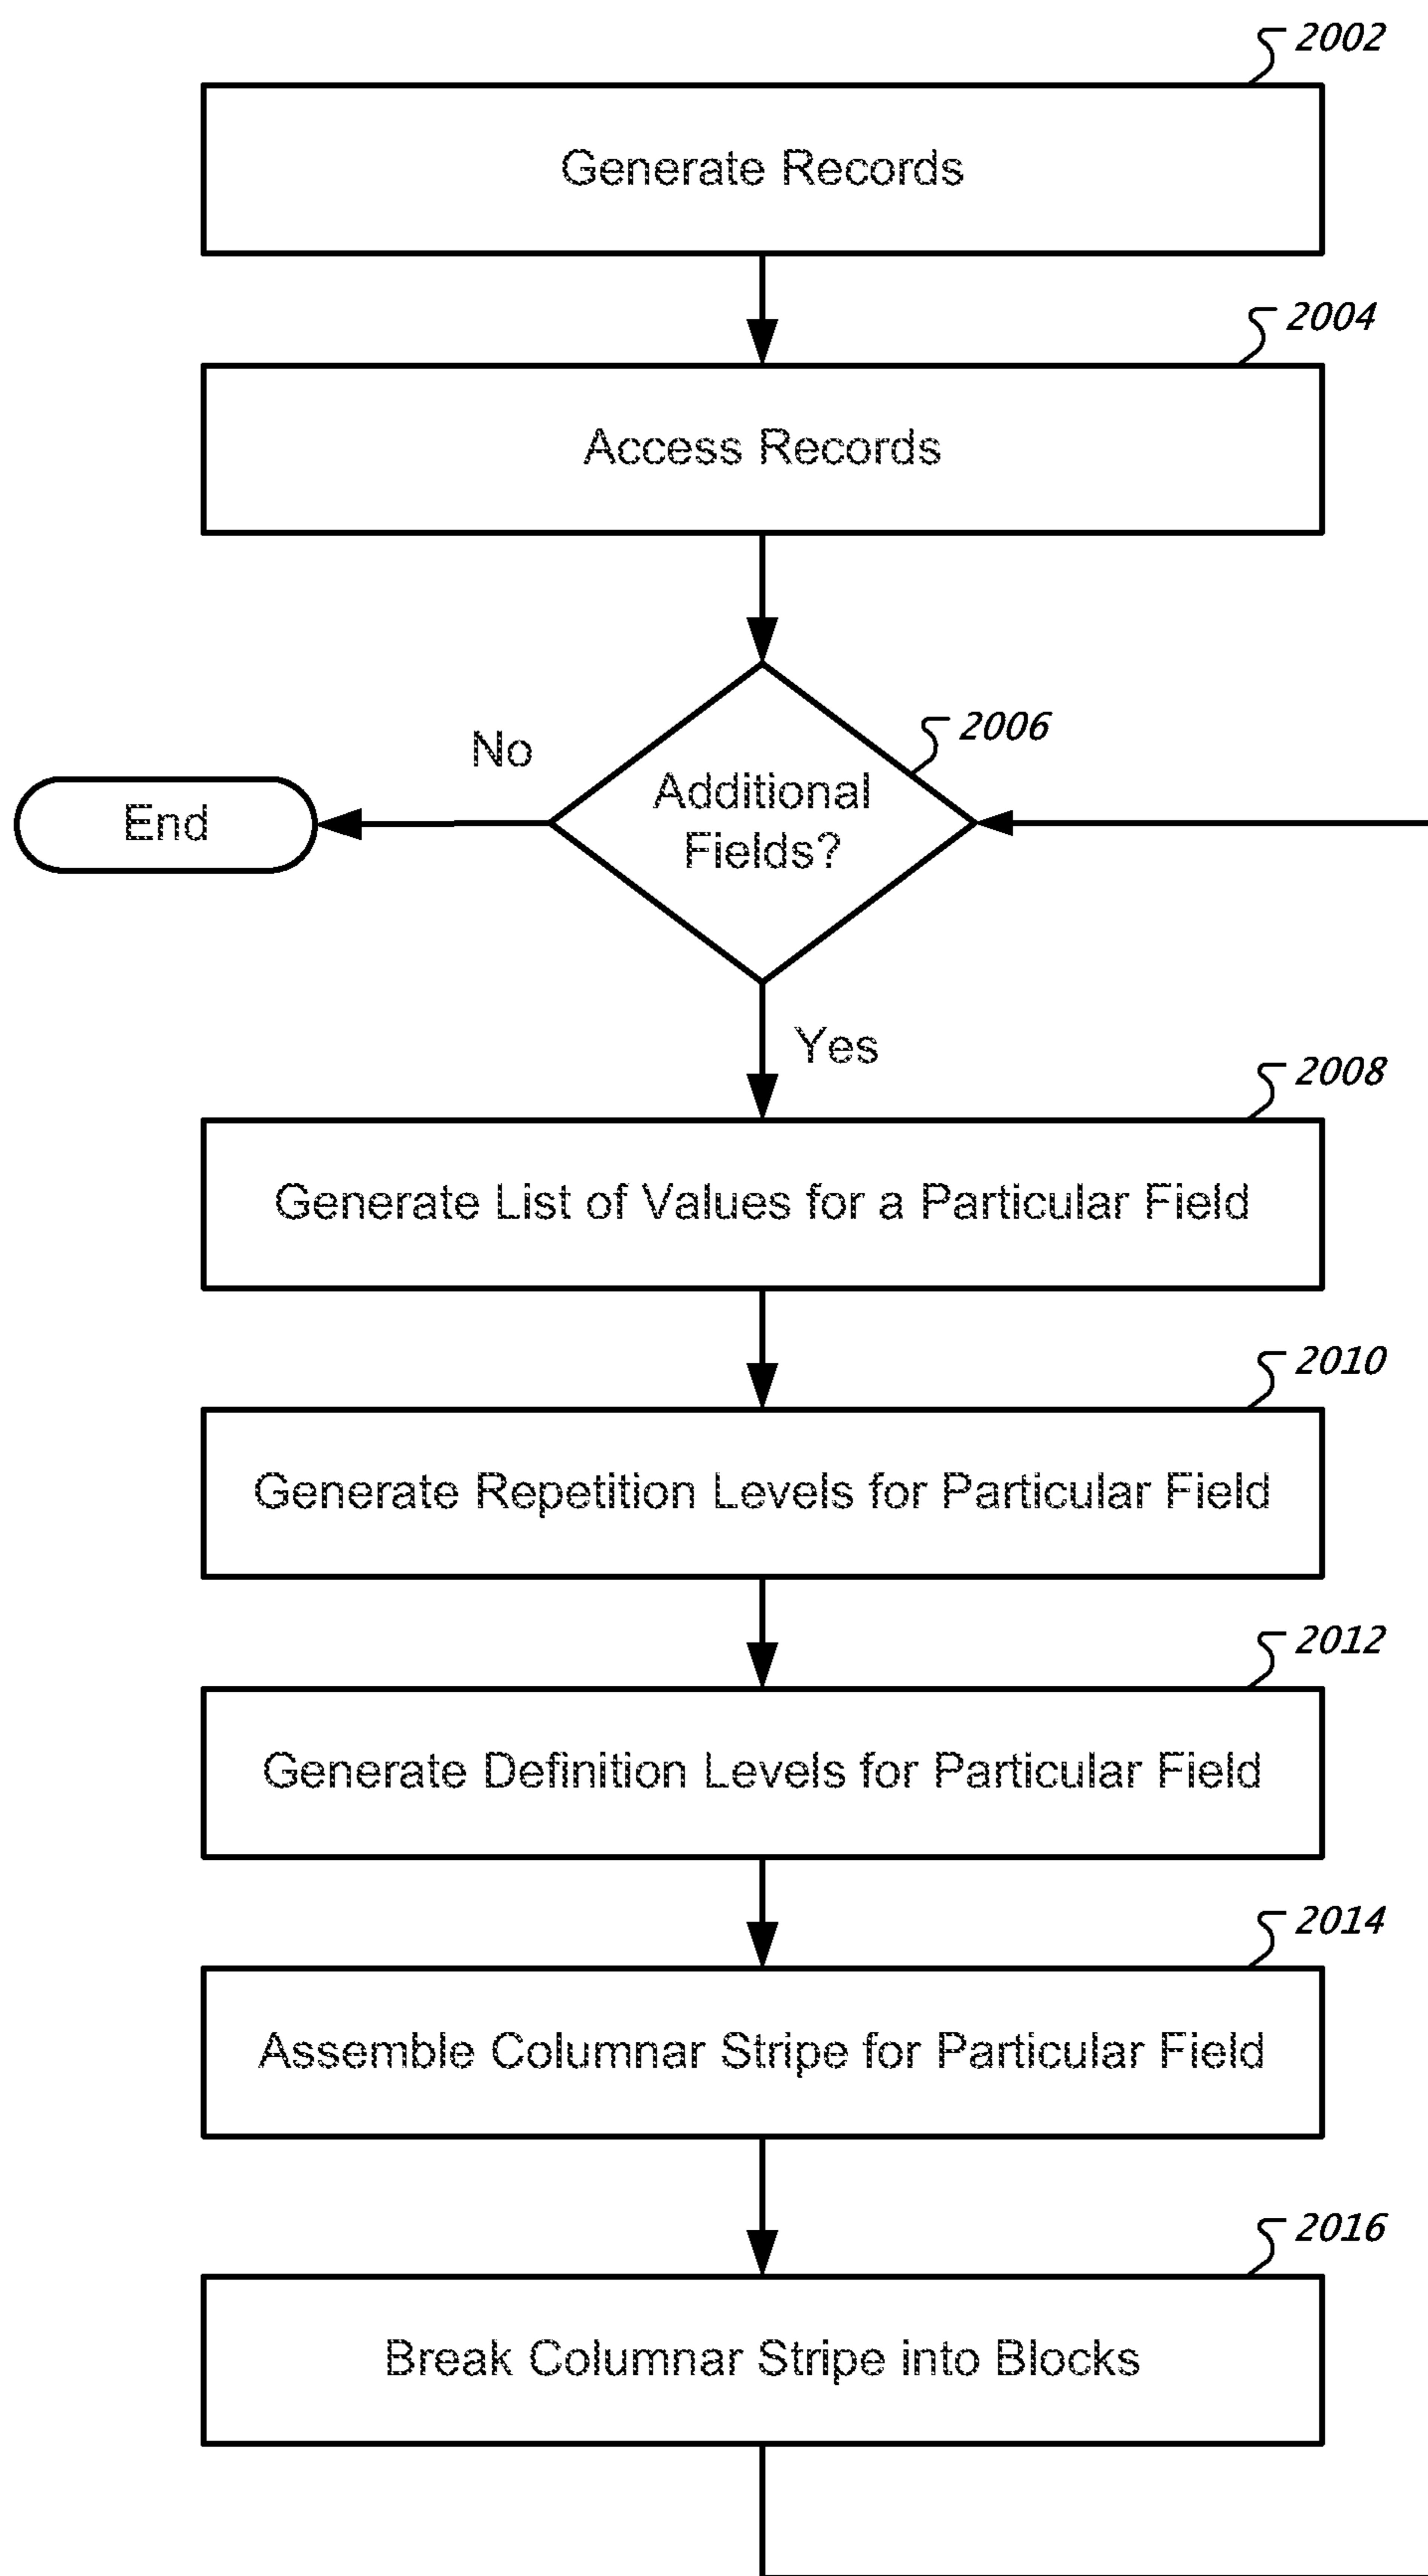 2002
Generate Records
2004
Access Records
2006
No
Additional
Fields?
End
Yes
2008
Generate List of Values for a Particular Field
2010
Generate Repetition Levels for Particular Field
2012
Generate Definition Levels for Particular Field
2014
Assemble Columnar Stripe for Particular Field
2016
Break Columnar Stripe into Blocks